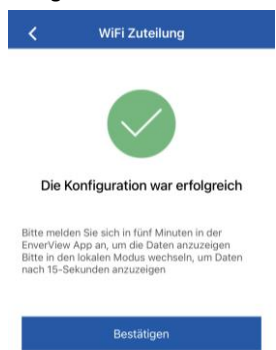 WiFi Zuteilung
Die Konfiguration war erfolgreich
Bitte melden Sie sich in fünf Minuten in der
EnverView App an, um die Daten anzuzeigen
Bitte in den lokalen Modus wechseln, um Daten
nach 15-Sekunden anzuzeigen
Bestätigen